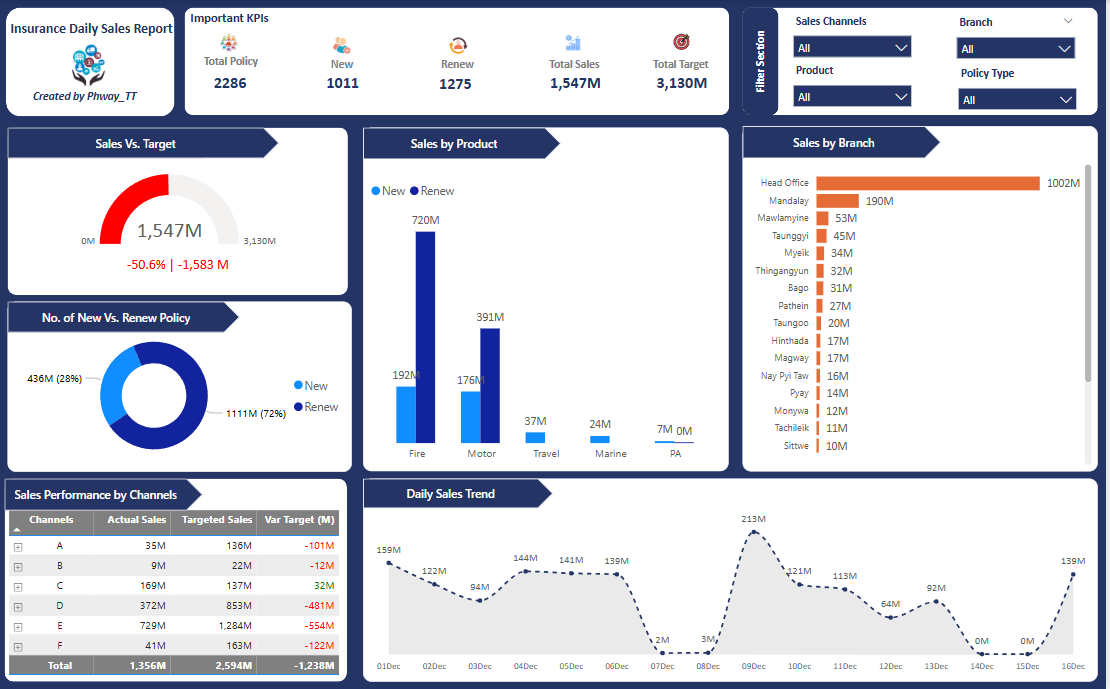 Insurance Daily Sales Report
Created by Phway_TT
Important KPIs
Total Policy
2286
New
1011
Renew
1275
Total Sales
1,547M
Total Target
3,130M
Filter Section
Sales Channels
All
Branch
All
Product
All
Policy Type
All
Sales Vs. Target
1,547M
0M
3,130M
-50.6% | -1,583 M
No. of New Vs. Renew Policy
436M (28%)
1111M (72%)
New
Renew
Sales Performance by Channels
Channels Actual Sales Targeted Sales Var Target (M)
A 35M 136M -101M
B 9M 22M -12M
C 169M 137M 32M
D 372M 853M -481M
E 729M 1,284M -554M
F 41M 163M -122M
Total 1,356M 2,594M -1,238M
Sales by Product
New Renew
720M
391M
192M
176M
37M
24M
7M 0M
Fire Motor Travel Marine PA
Sales by Branch
Head Office 1002M
Mandalay 190M
Mawlamyine 53M
Taunggyi 45M
Myeik 34M
Thingangyun 32M
Bago 31M
Pathein 27M
Taungoo 20M
Hinthada 17M
Magway 17M
Nay Pyi Taw 16M
Pyay 14M
Monywa 12M
Tachileik 11M
Sittwe 10M
Daily Sales Trend
159M 122M 94M 144M 141M 139M 2M 3M 213M 121M 113M 64M 92M 0M 0M 139M
01Dec 02Dec 03Dec 04Dec 05Dec 06Dec 07Dec 08Dec 09Dec 10Dec 11Dec 12Dec 13Dec 14Dec 15Dec 16Dec